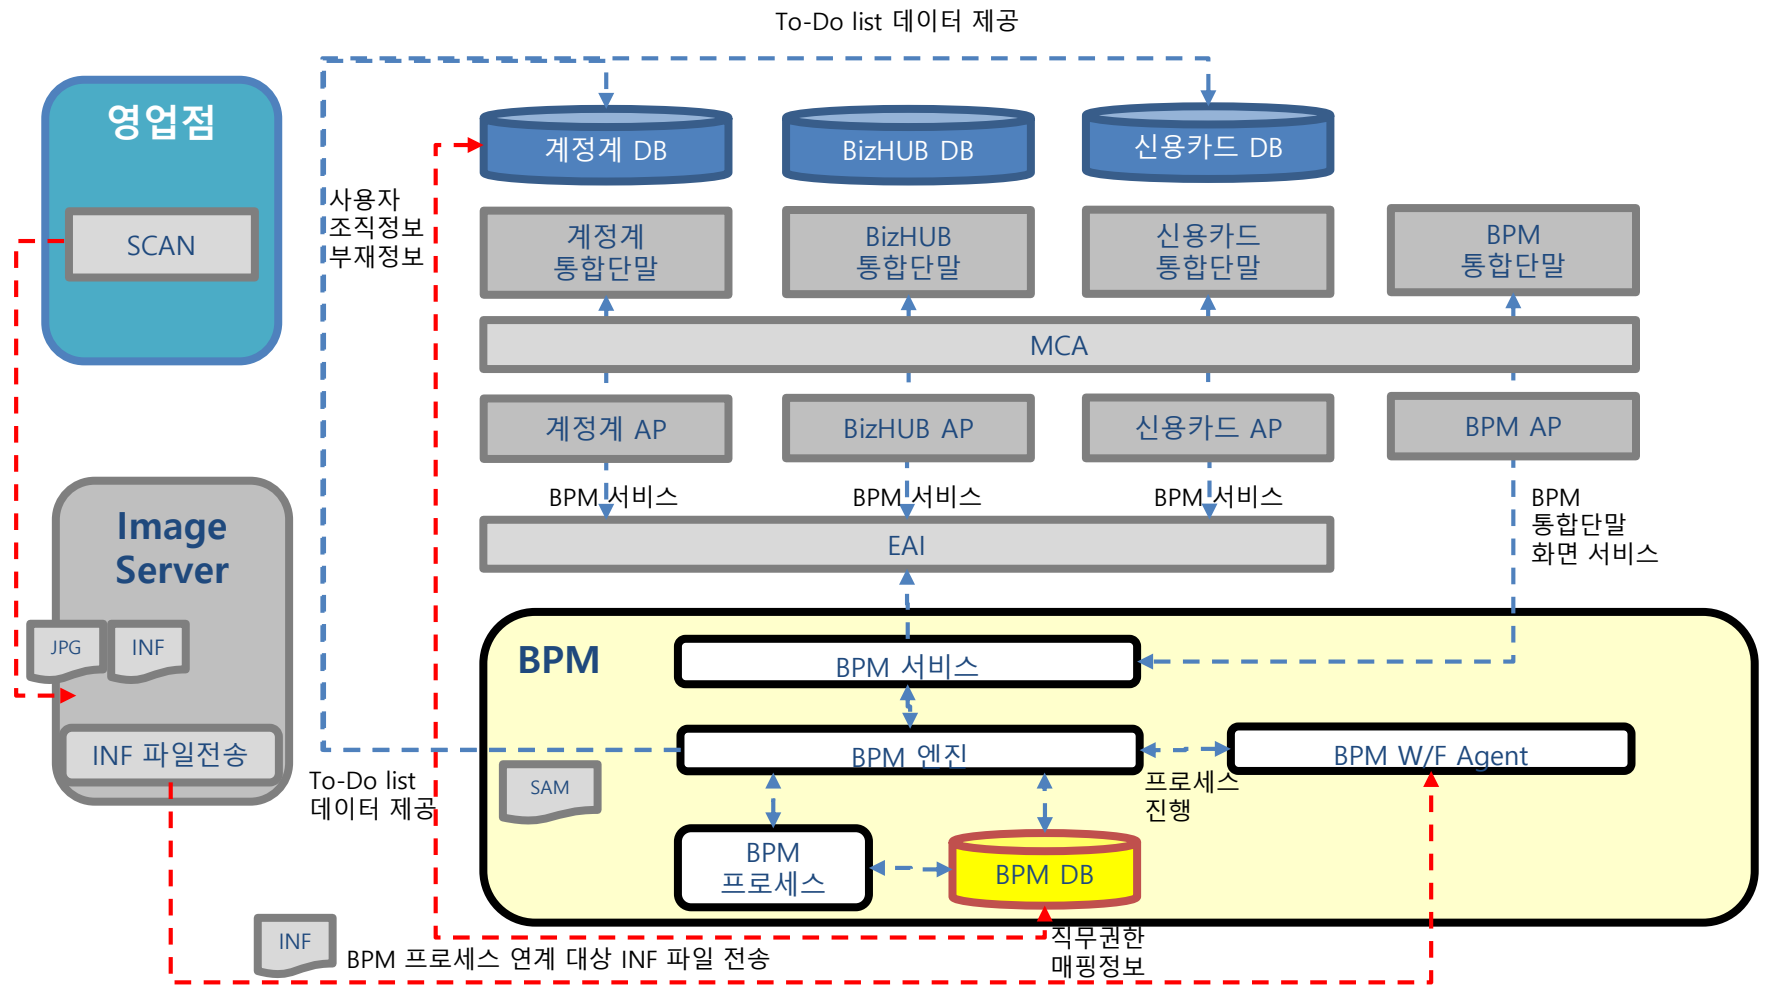 To-Do list 데이터 제공
영업점
SCAN
계정계 DB
BizHUB DB
신용카드 DB
사용자
조직정보
부재정보
계정계
통합단말
BizHUB
통합단말
신용카드
통합단말
BPM
통합단말
MCA
계정계 AP
BizHUB AP
신용카드 AP
BPM AP
BPM 서비스
BPM 서비스
BPM 서비스
BPM
통합단말
화면 서비스
EAI
Image
Server
JPG
INF
INF 파일전송
BPM
BPM 서비스
BPM 엔진
BPM W/F Agent
To-Do list
데이터 제공
SAM
프로세스
진행
BPM
프로세스
BPM DB
INF
BPM 프로세스 연계 대상 INF 파일 전송
직무권한
매핑정보